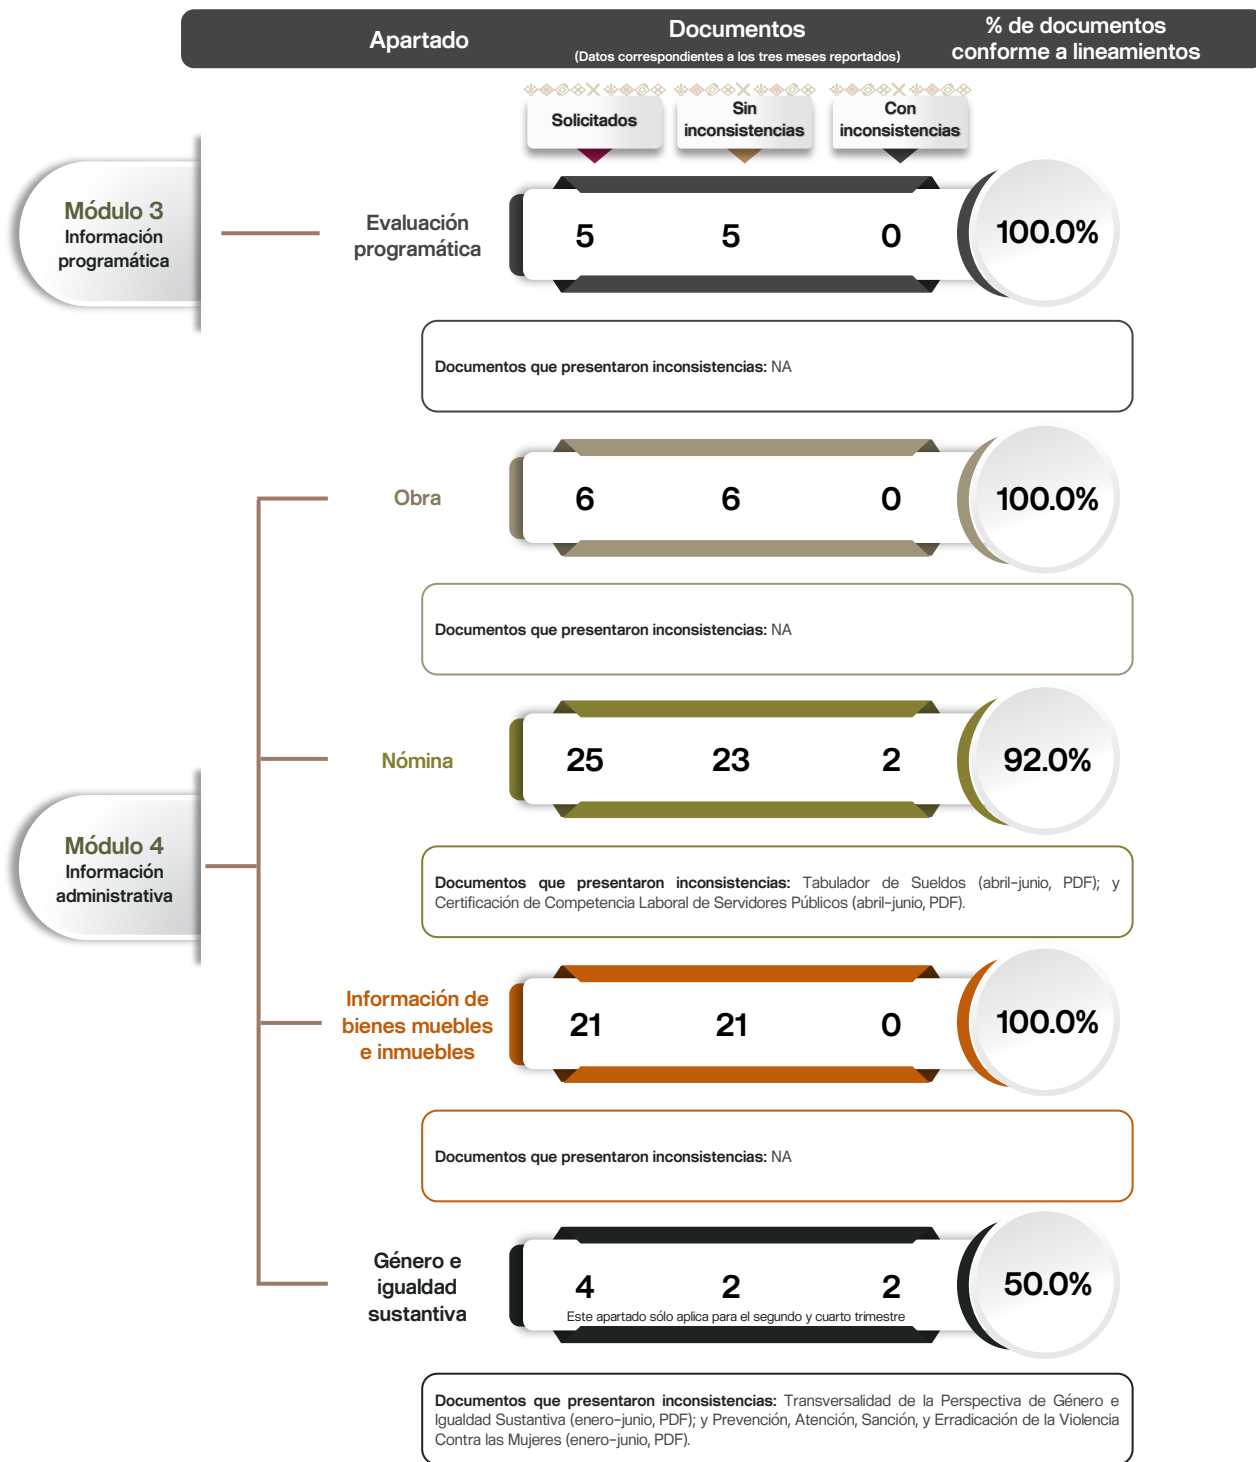 Apartado
Documentos
(Datos correspondientes a los tres meses reportados)
% de documentos
conforme a lineamientos
Solicitados
Sin
inconsistencias
Con
inconsistencias
Módulo 3
Información
programática
Evaluación
programática
5 5 0 100.0%
Documentos que presentaron inconsistencias: NA
Obra
6 6 0 100.0%
Documentos que presentaron inconsistencias: NA
Módulo 4
Información
administrativa
Nómina
25 23 2 92.0%
Documentos que presentaron inconsistencias: Tabulador de Sueldos (abril-junio, PDF); y
Certificación de Competencia Laboral de Servidores Públicos (abril-junio, PDF).
Información de
bienes muebles
e inmuebles
21 21 0 100.0%
Documentos que presentaron inconsistencias: NA
Género e
igualdad
sustantiva
4 2 2 50.0%
Este apartado sólo aplica para el segundo y cuarto trimestre
Documentos que presentaron inconsistencias: Transversalidad de la Perspectiva de Género e
Igualdad Sustantiva (enero-junio, PDF); y Prevención, Atención, Sanción, y Erradicación de la Violencia
Contra las Mujeres (enero-junio, PDF).